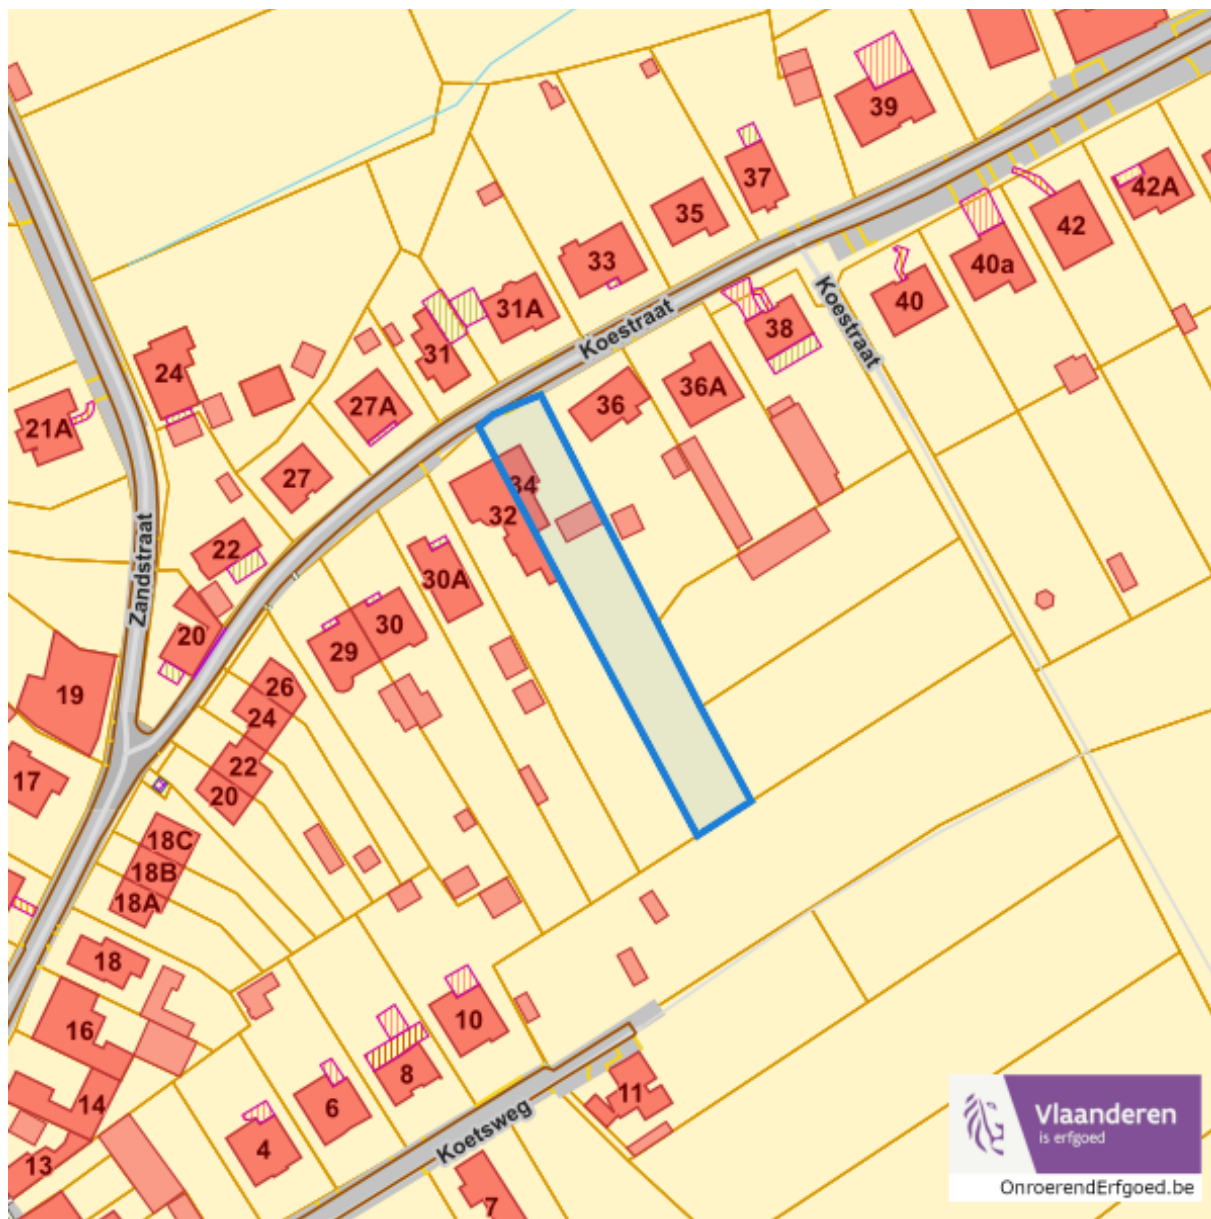 39
37
42A
35
42
33
40a
31A
40
Koestraat
Koestraat
38
31
24
36A
27A
36
21A
27
34
32
22
30A
Zandstraat
30
20
29
26
19
24
22
17
20
18C
18B
18A
18
16
10
8
11
14
6
Koetsweg
4
13
7
Vlaanderen
is erfgoed
OnroerendErfgoed.be